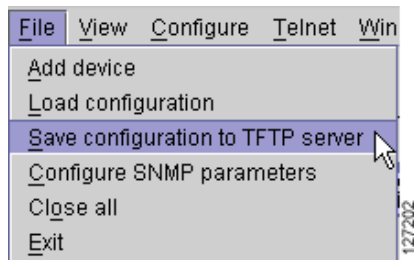 File View Configure Telnet Win
Add device
Load configuration
Save configuration to TFTP server
Configure SNMP parameters
Close all
Exit
127202